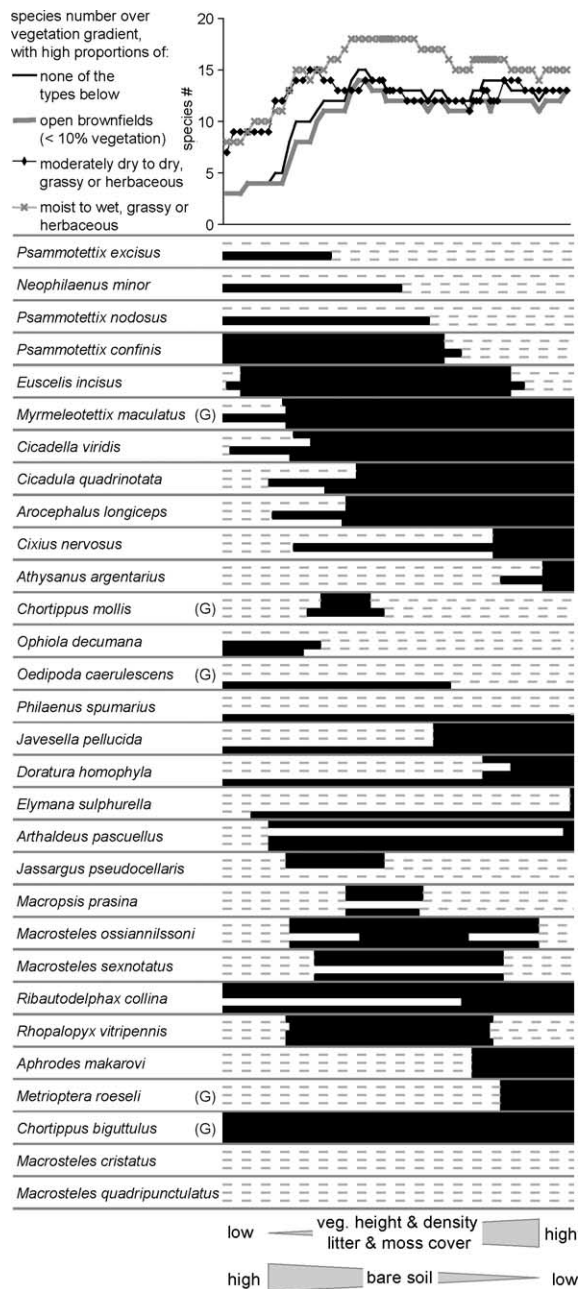 species number over
vegetation gradient,
with high proportions of:
none of the
types below
open brownfields
(< 10% vegetation)
moderately dry to dry,
grassy or herbaceous
moist to wet, grassy or
herbaceous
species #
20
15
10
5
0
Psammotettix excisus
Neophilaenus minor
Psammotettix nodosus
Psammotettix confinis
Euscelis incisus
Myrmeleotettix maculatus (G)
Cicadella viridis
Cicadula quadrinotata
Arocephalus longiceps
Cixius nervosus
Athysanus argentarius
Chortippus mollis (G)
Ophiola decumana
Oedipoda caerulescens (G)
Philaenus spumarius
Javesella pellucida
Doratura homophyla
Elymana sulphurella
Arthaldeus pascuellus
Jassargus pseudocellaris
Macropsis prasina
Macrosteles ossiannilssoni
Macrosteles sexnotatus
Ribautodelphax collina
Rhopalopyx vitripennis
Aphrodes makarovi
Metrioptera roeseli (G)
Chortippus biguttulus (G)
Macrosteles cristatus
Macrosteles quadripunctulatus
low veg. height & density high
litter & moss cover
high bare soil low